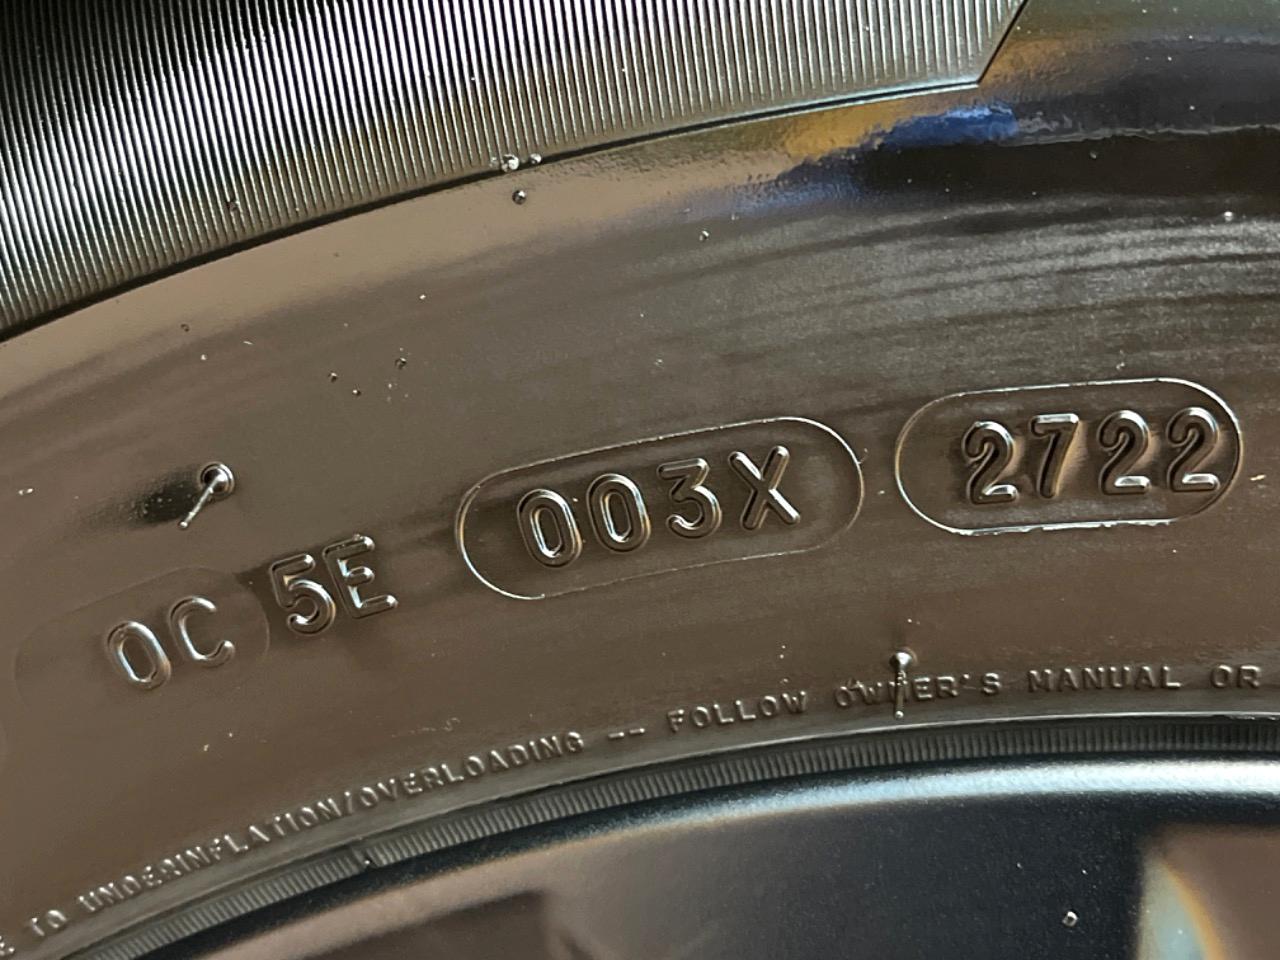 0C 5E 003X 2722
TO UNDERINFLATION/OVERLOADING -- FOLLOW OWNER'S MANUAL OR